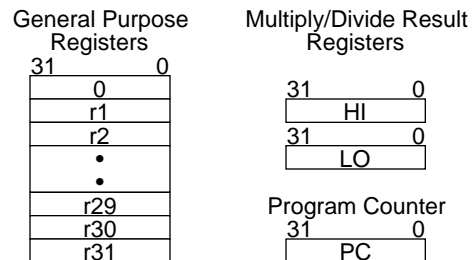 General Purpose
Registers
31 0
0
r1
r2
•
•
r29
r30
r31
Multiply/Divide Result
Registers
31 0
HI
31 0
LO
Program Counter
31 0
PC